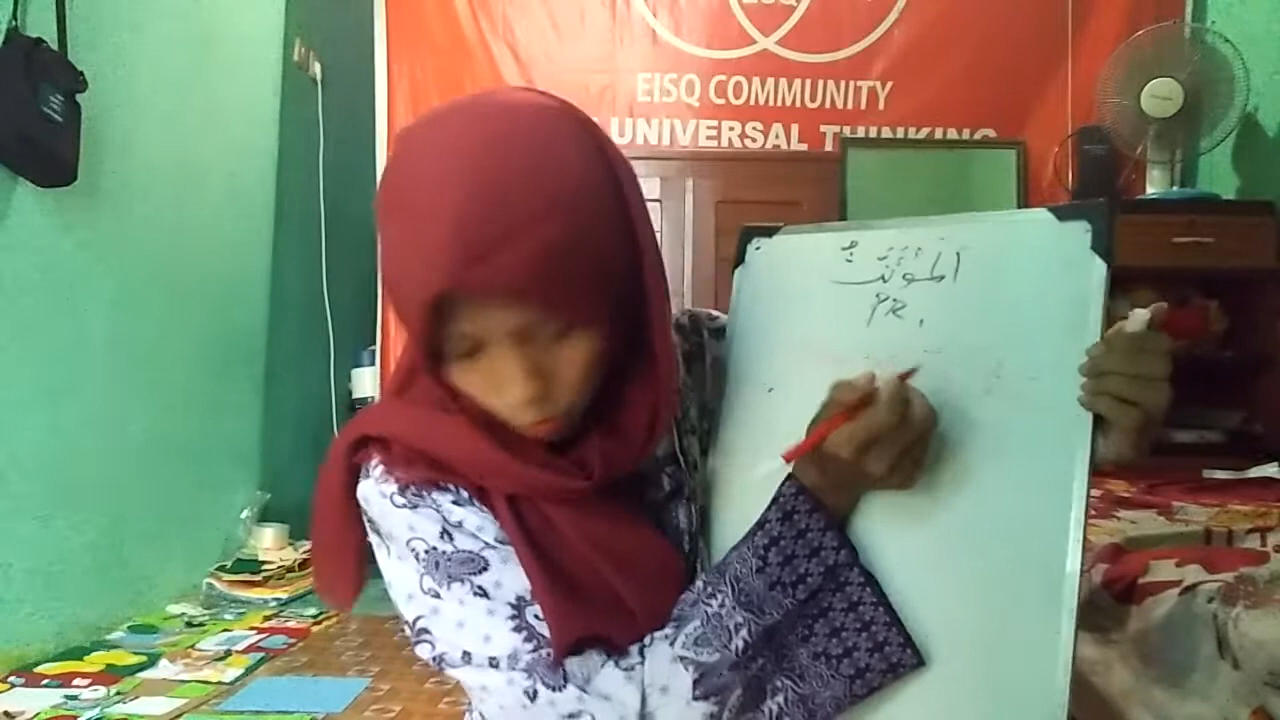 EISQ COMMUNITY
UNIVERSAL THINKING
المؤنث
PR.